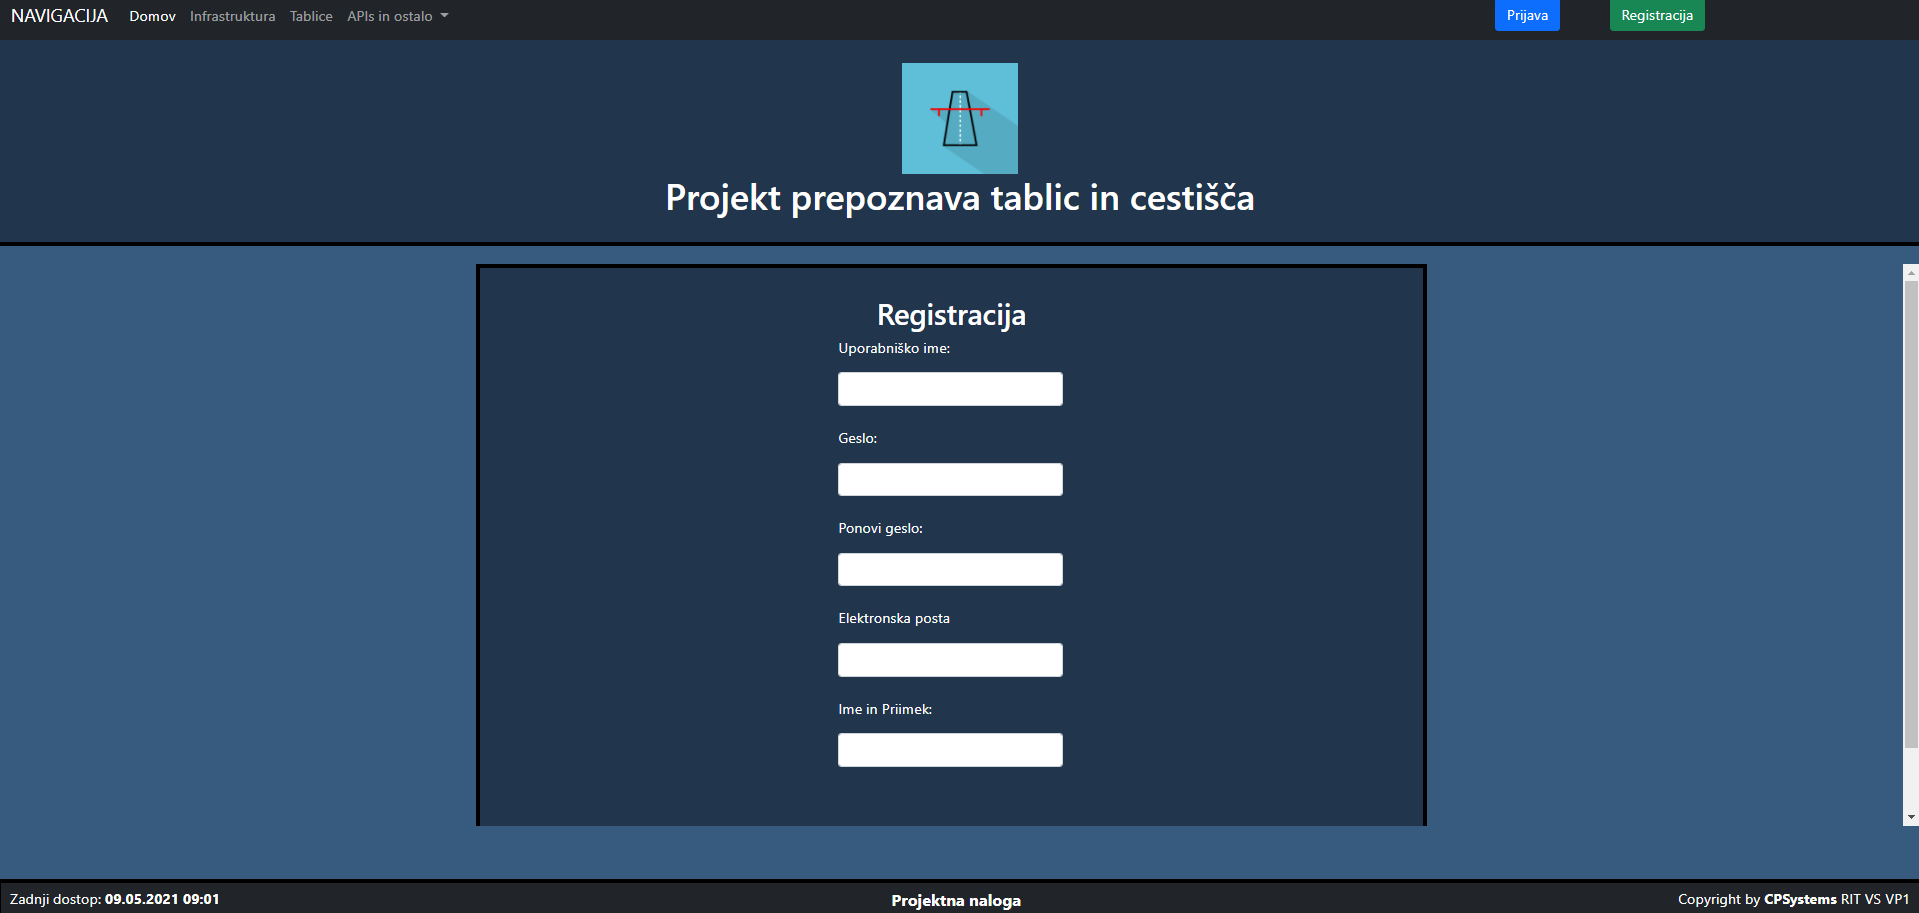 NAVIGACIJA Domov Infrastruktura Tablice APIs in ostalo Prijava Registracija
Projekt prepoznava tablic in cestišča
Registracija
Uporabniško ime:
Geslo:
Ponovi geslo:
Elektronska posta
Ime in Priimek:
Zadnji dostop: 09.05.2021 09:01 Projektna naloga Copyright by CPSystems RIT VS VP1